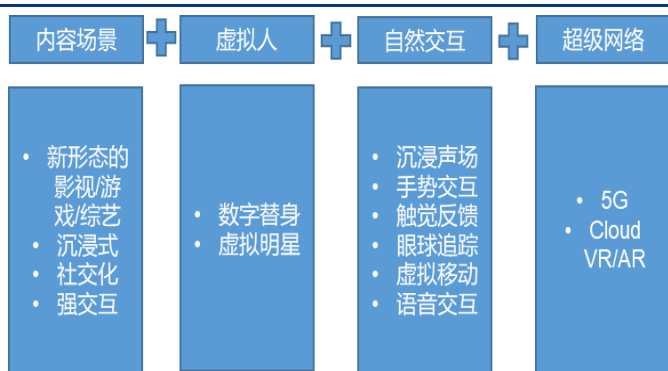 内容场景
虚拟人
自然交互
超级网络
• 新形态的
影视/游
戏/综艺
• 沉浸式
• 社交化
• 强交互
• 数字替身
• 虚拟明星
• 沉浸声场
• 手势交互
• 触觉反馈
• 眼球追踪
• 虚拟移动
• 语音交互
• 5G
• Cloud
VR/AR